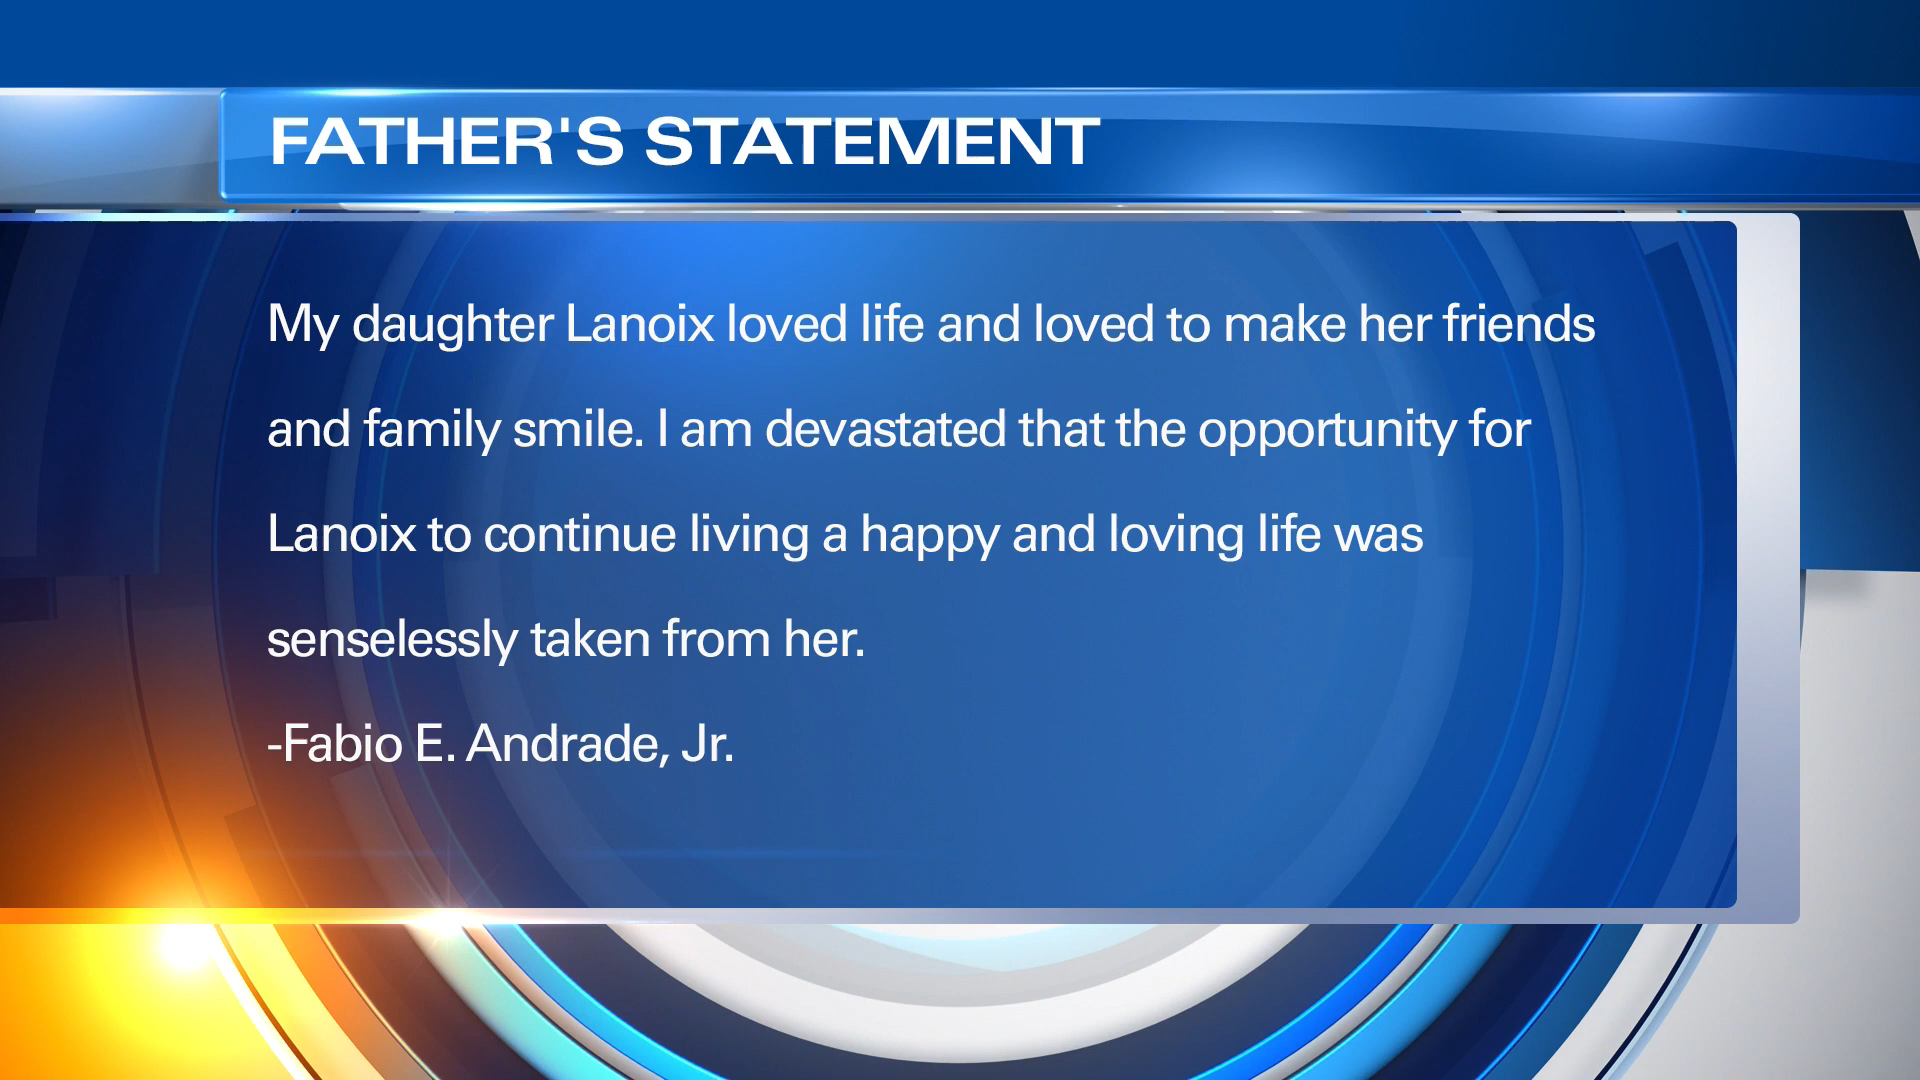 FATHER'S STATEMENT
My daughter Lanoix loved life and loved to make her friends
and family smile. I am devastated that the opportunity for
Lanoix to continue living a happy and loving life was
senselessly taken from her.
-Fabio E. Andrade, Jr.